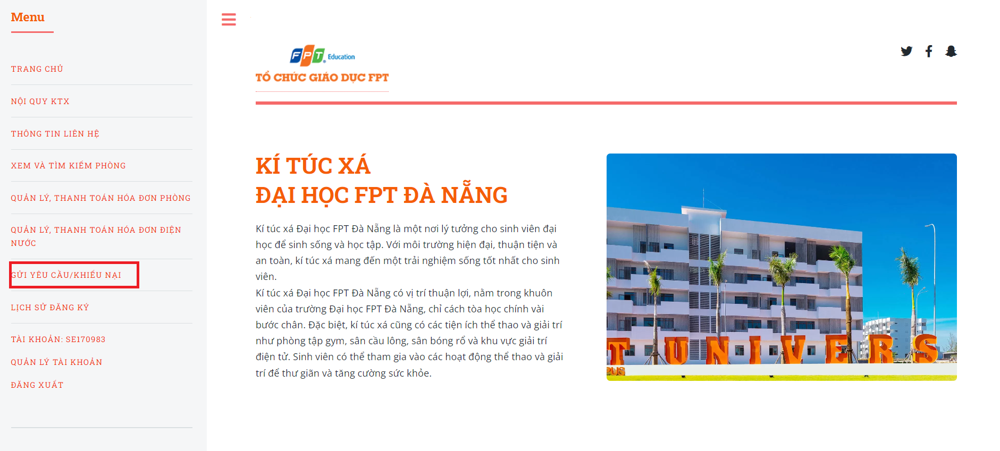 Menu
TRANG CHỦ
NỘI QUY KTX
THÔNG TIN LIÊN HỆ
XEM VÀ TÌM KIẾM PHÒNG
QUẢN LÝ, THANH TOÁN HÓA ĐƠN PHÒNG
QUẢN LÝ, THANH TOÁN HÓA ĐƠN ĐIỆN
NƯỚC
GỬI YÊU CẦU/KHIẾU NẠI
LỊCH SỬ ĐĂNG KÝ
TÀI KHOẢN: SE170983
QUẢN LÝ TÀI KHOẢN
ĐĂNG XUẤT
FPT Education
TỔ CHỨC GIÁO DỤC FPT
KÍ TÚC XÁ
ĐẠI HỌC FPT ĐÀ NẴNG
Kí túc xá Đại học FPT Đà Nẵng là một nơi lý tưởng cho sinh viên đại
học để sinh sống và học tập. Với môi trường hiện đại, thuận tiện và
an toàn, kí túc xá mang đến một trải nghiệm sống tốt nhất cho sinh
viên.
Kí túc xá Đại học FPT Đà Nẵng có vị trí thuận lợi, nằm trong khuôn
viên của trường Đại học FPT Đà Nẵng, chỉ cách tòa học chính vài
bước chân. Đặc biệt, kí túc xá cũng có các tiện ích thể thao và giải trí
như phòng tập gym, sân cầu lông, sân bóng rổ và khu vực giải trí
điện tử. Sinh viên có thể tham gia vào các hoạt động thể thao và giải
trí để thư giãn và tăng cường sức khỏe.
T UNIVERS
PUS